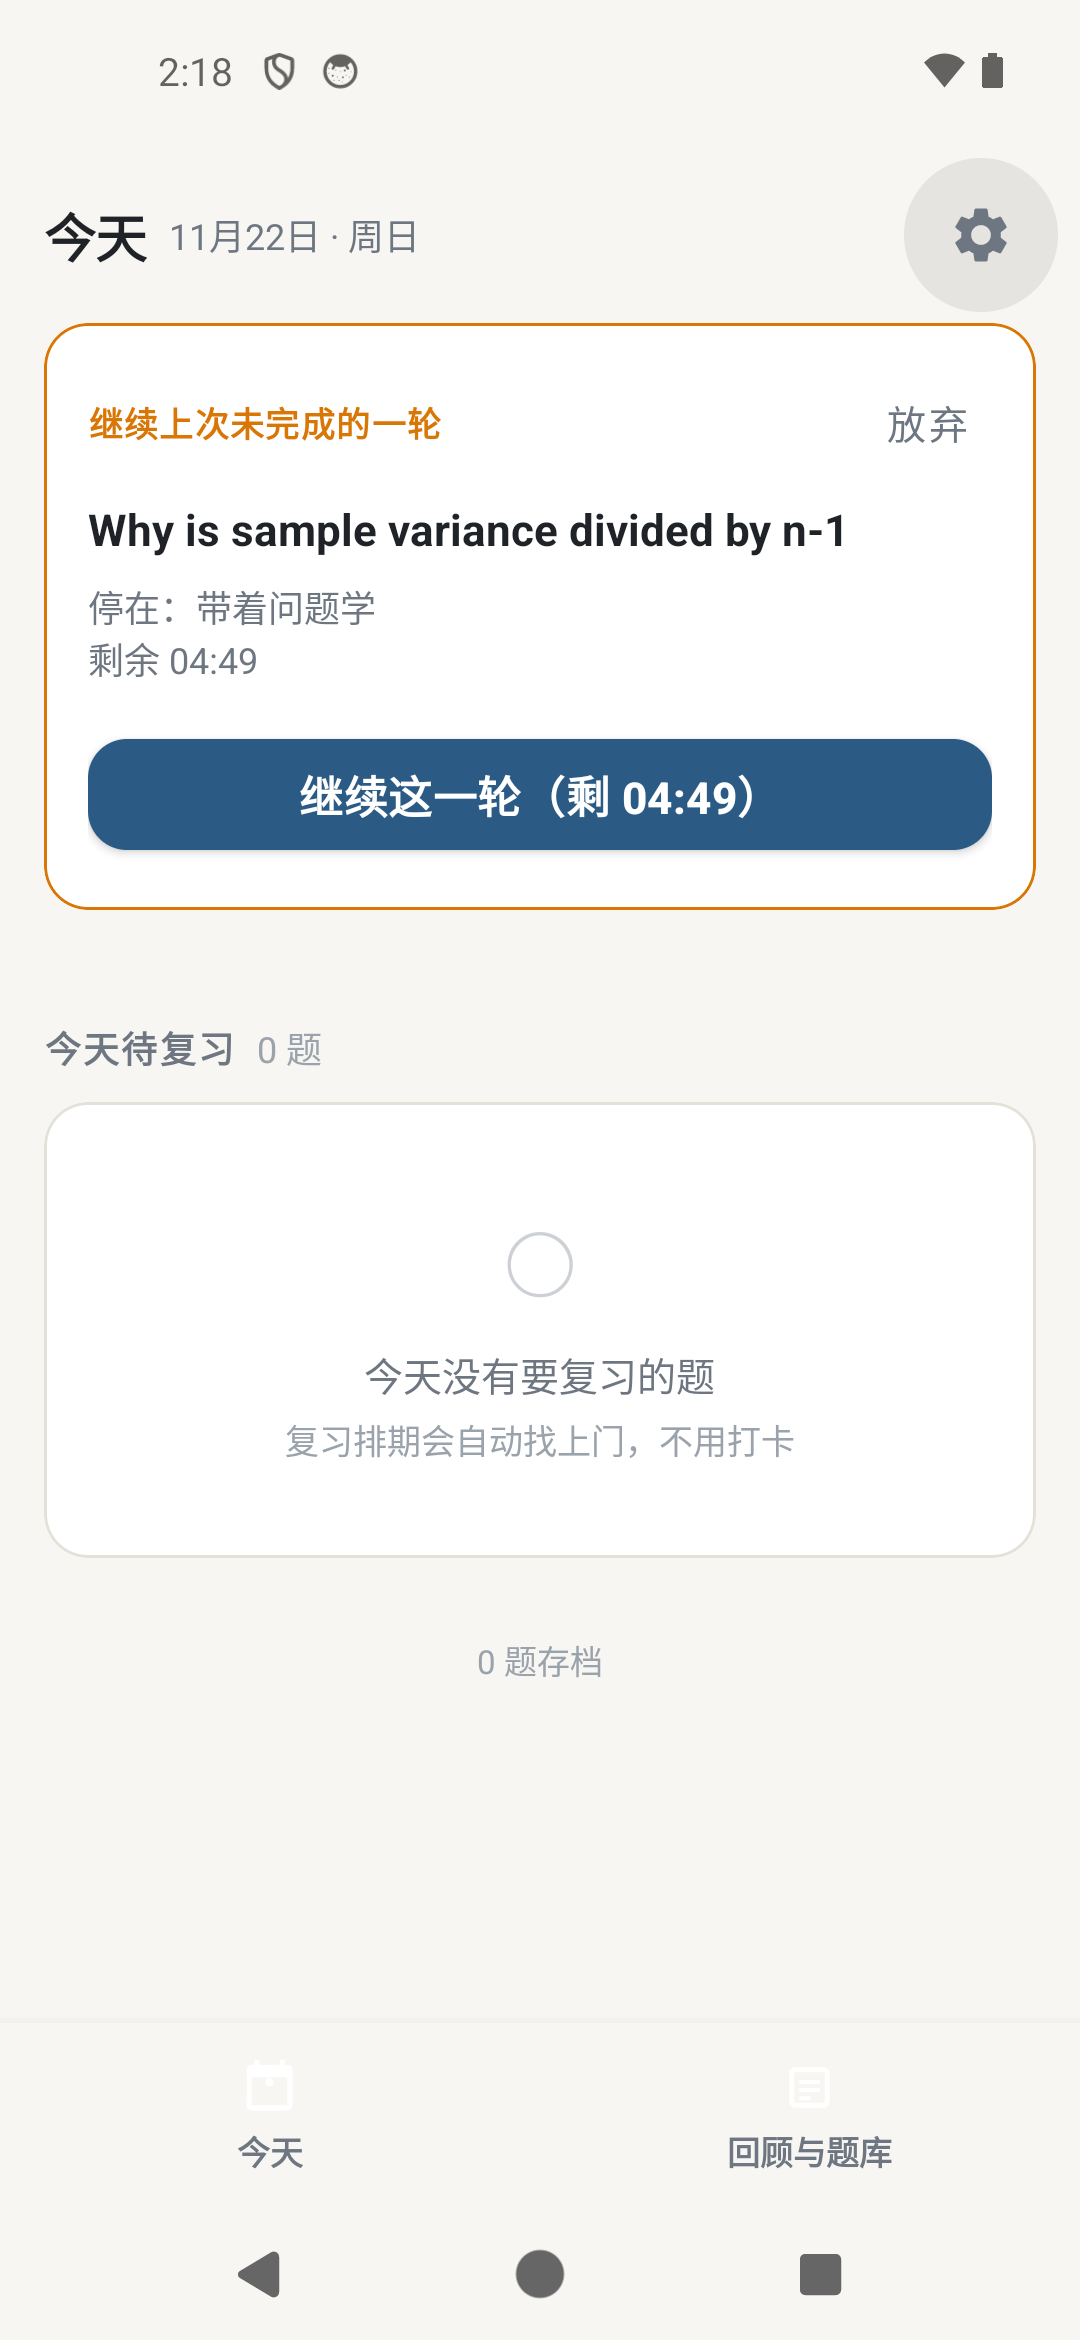 2:18
今天 11月22日 · 周日
继续上次未完成的一轮 放弃
Why is sample variance divided by n-1
停在：带着问题学
剩余 04:49
继续这一轮（剩 04:49）
今天待复习 0 题
今天没有要复习的题
复习排期会自动找上门，不用打卡
0 题存档
今天 回顾与题库